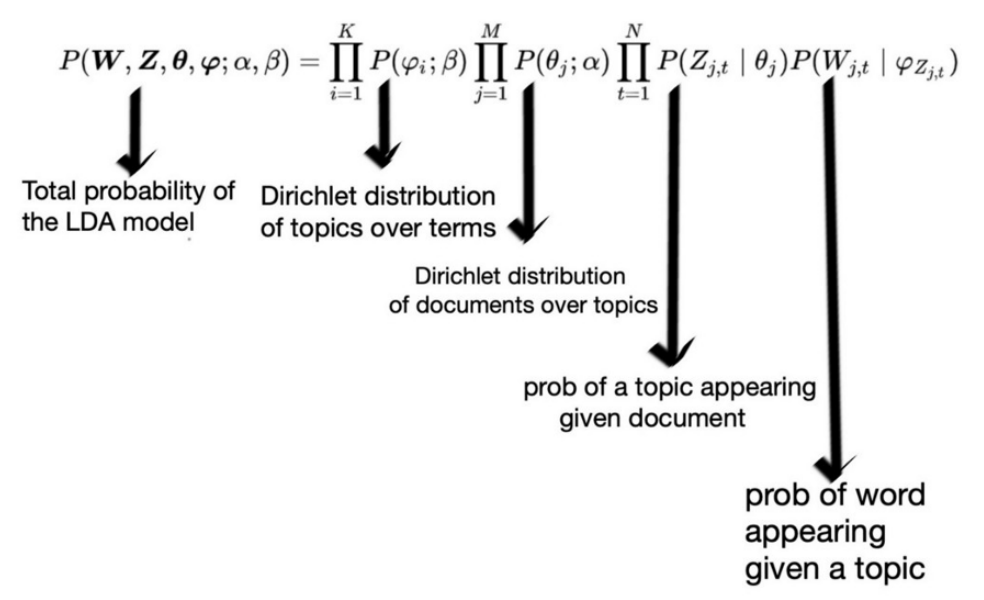 P(W, Z, θ, φ; α, β) = ∏_{i=1}^{K} P(φ_i; β) ∏_{j=1}^{M} P(θ_j; α) ∏_{t=1}^{N} P(Z_{j,t} | θ_j)P(W_{j,t} | φ_{Z_{j,t}})
Total probability of
the LDA model
Dirichlet distribution
of topics over terms
Dirichlet distribution
of documents over topics
prob of a topic appearing
given document
prob of word
appearing
given a topic